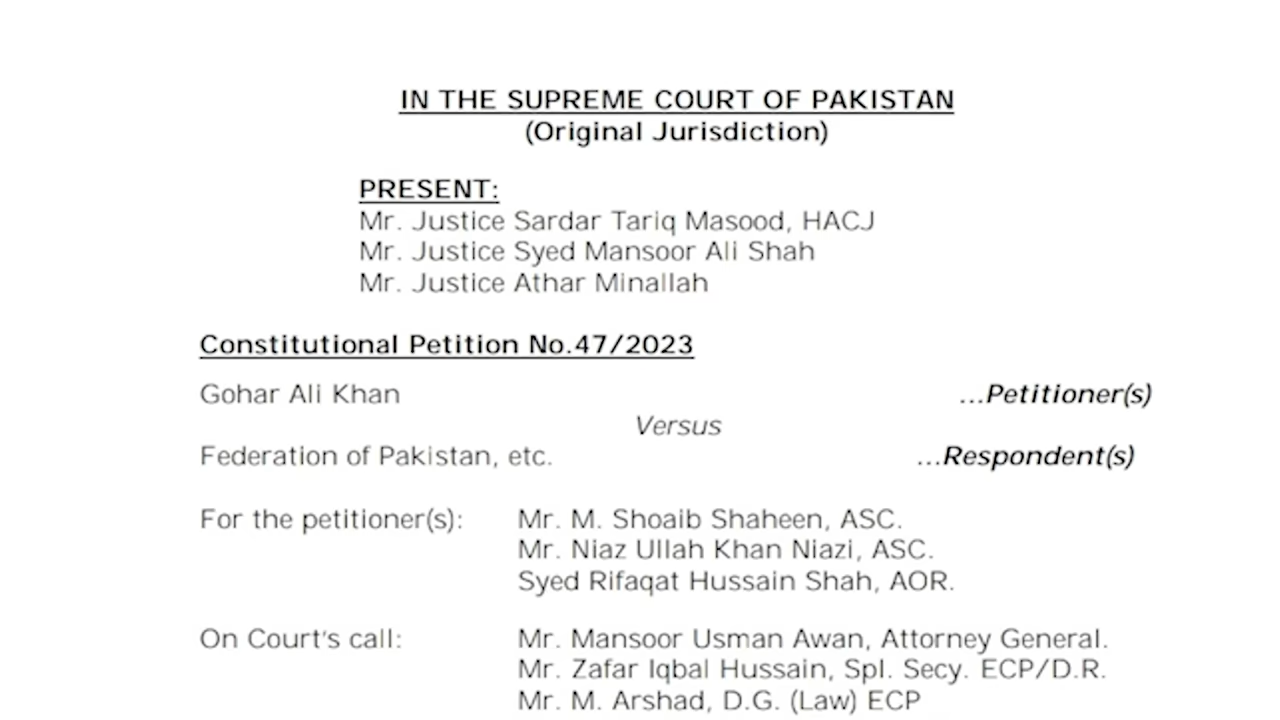 IN THE SUPREME COURT OF PAKISTAN
(Original Jurisdiction)
PRESENT:
Mr. Justice Sardar Tariq Masood, HACJ
Mr. Justice Syed Mansoor Ali Shah
Mr. Justice Athar Minallah
Constitutional Petition No.47/2023
Gohar Ali Khan ...Petitioner(s)
Versus
Federation of Pakistan, etc. ...Respondent(s)
For the petitioner(s): Mr. M. Shoaib Shaheen, ASC.
Mr. Niaz Ullah Khan Niazi, ASC.
Syed Rifaqat Hussain Shah, AOR.
On Court's call: Mr. Mansoor Usman Awan, Attorney General.
Mr. Zafar Iqbal Hussain, Spl. Secy. ECP/D.R.
Mr. M. Arshad, D.G. (Law) ECP